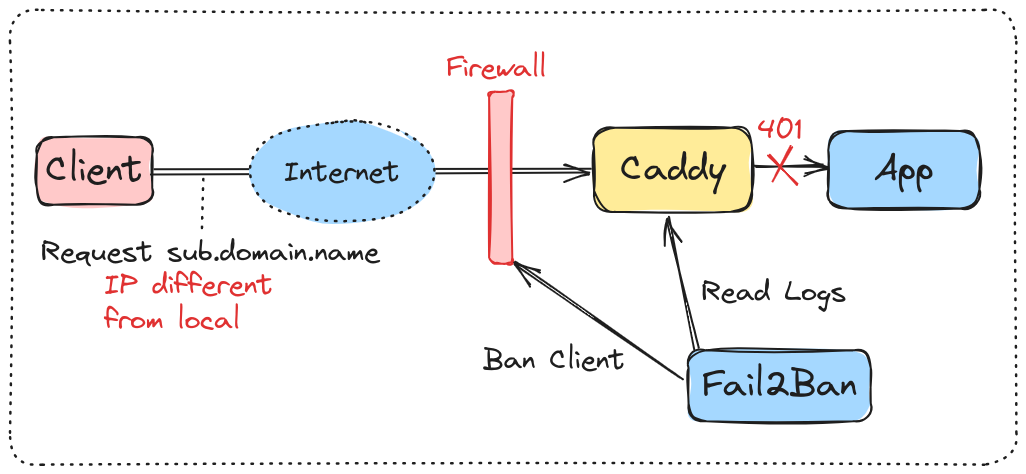 Firewall
401
Client
Internet
Caddy
App
Request sub.domain.name
IP different
from local
Read Logs
Ban Client
Fail2Ban